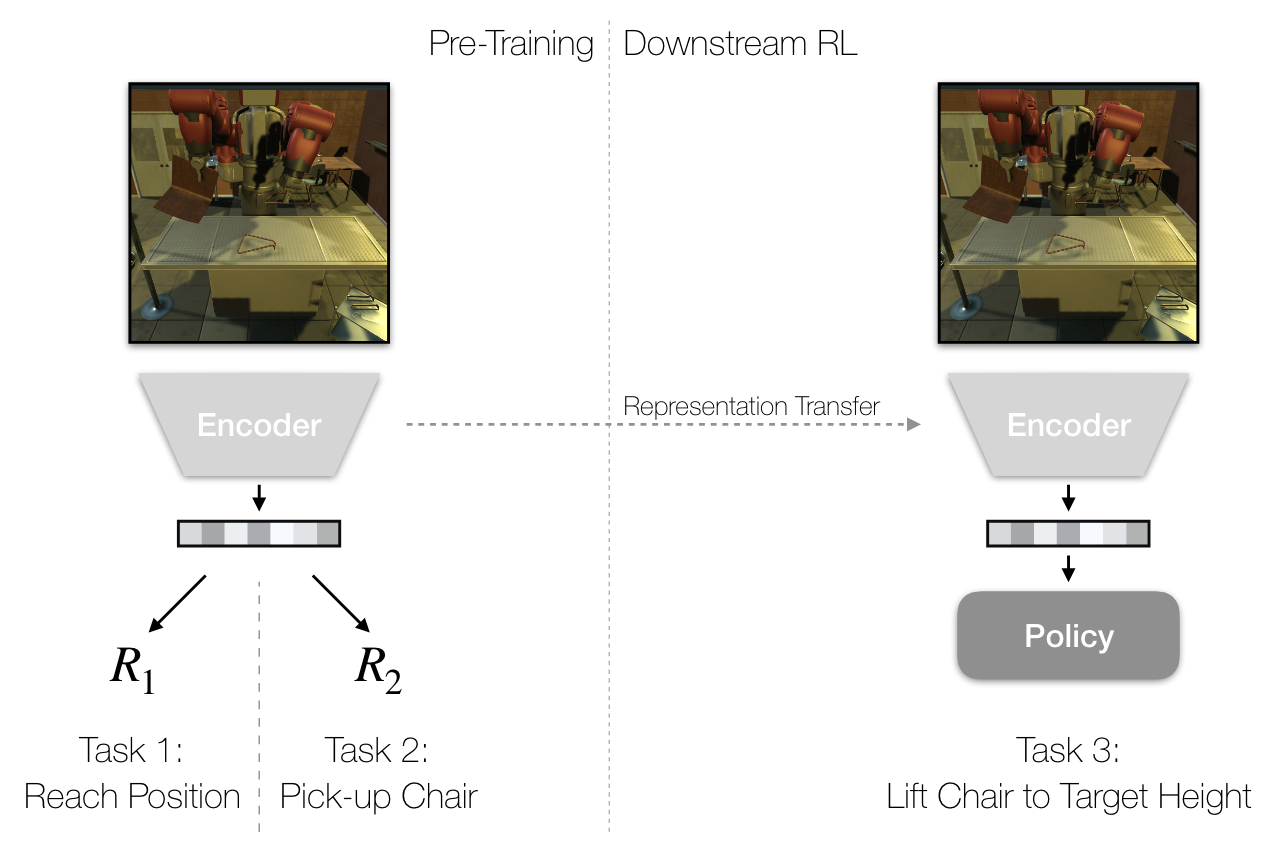 Pre-Training
Downstream RL
Encoder
Representation Transfer
Encoder
Policy
R1
R2
Task 1:
Reach Position
Task 2:
Pick-up Chair
Task 3:
Lift Chair to Target Height